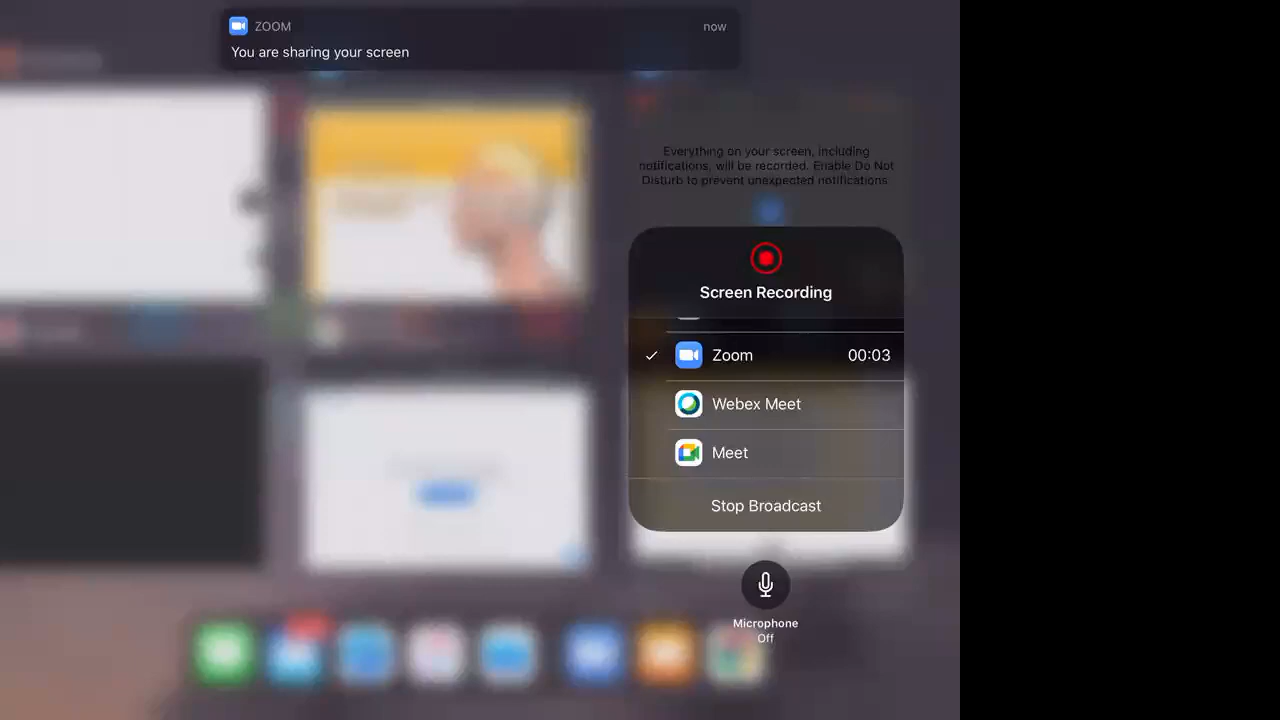 ZOOM
now
You are sharing your screen
Everything on your screen, including
notifications, will be recorded. Enable Do Not
Disturb to prevent unexpected notifications.
Screen Recording
Zoom 00:03
Webex Meet
Meet
Stop Broadcast
Microphone
Off